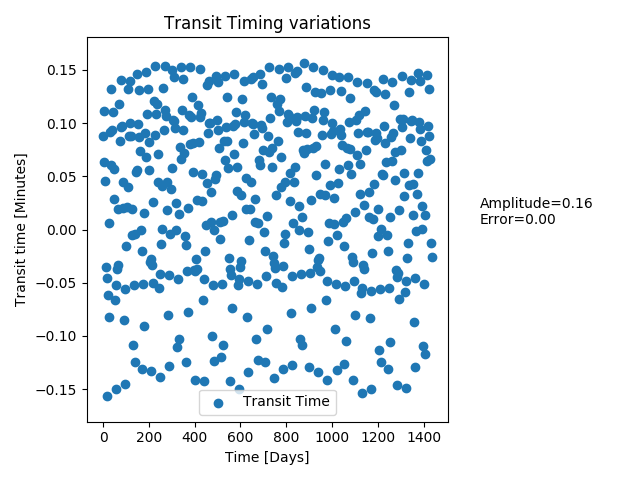 Transit Timing variations
0.15
0.10
0.05
0.00
−0.05
−0.10
−0.15
Transit time [Minutes]
Amplitude=0.16
Error=0.00
Transit Time
0 200 400 600 800 1000 1200 1400
Time [Days]